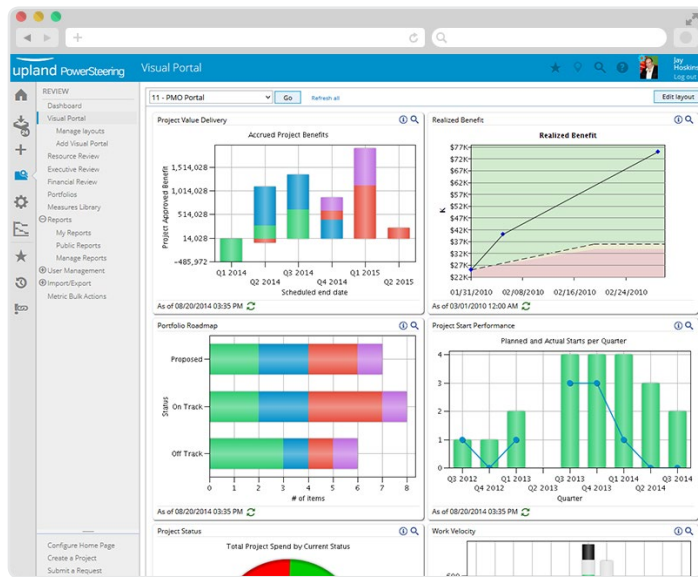 upland PowerSteering
Visual Portal
Jay
Hoskins
Log out
REVIEW
Dashboard
Visual Portal
Manage layouts
Add Visual Portal
Resource Review
Executive Review
Financial Review
Portfolios
Measures Library
Reports
My Reports
Public Reports
Manage Reports
User Management
Import/Export
Metric Bulk Actions
Configure Home Page
Create a Project
Submit a Request
11 - PMO Portal
Go
Refresh all
Edit layout
Project Value Delivery
Accrued Project Benefits
Project Approved Benefit
1,514,028
1,014,028
514,028
14,028
-485,972
Q1 2014
Q2 2014
Q3 2014
Q4 2014
Q1 2015
Q2 2015
Scheduled end date
As of 08/20/2014 03:35 PM
Realized Benefit
Realized Benefit
K
$77K
$72K
$67K
$62K
$57K
$52K
$47K
$42K
$37K
$32K
$27K
$22K
01/31/2010
02/08/2010
02/16/2010
02/24/2010
As of 03/01/2010 12:00 AM
Portfolio Roadmap
Status
Proposed
On Track
Off Track
0 1 2 3 4 5 6 7 8
# of items
As of 08/20/2014 03:35 PM
Project Start Performance
Planned and Actual Starts per Quarter
4
3
2
1
0
Q3 2012
Q4 2012
Q1 2013
Q2 2013
Q3 2013
Q4 2013
Q1 2014
Q2 2014
Q3 2014
Quarter
As of 08/20/2014 03:35 PM
Project Status
Total Project Spend by Current Status
Work Velocity